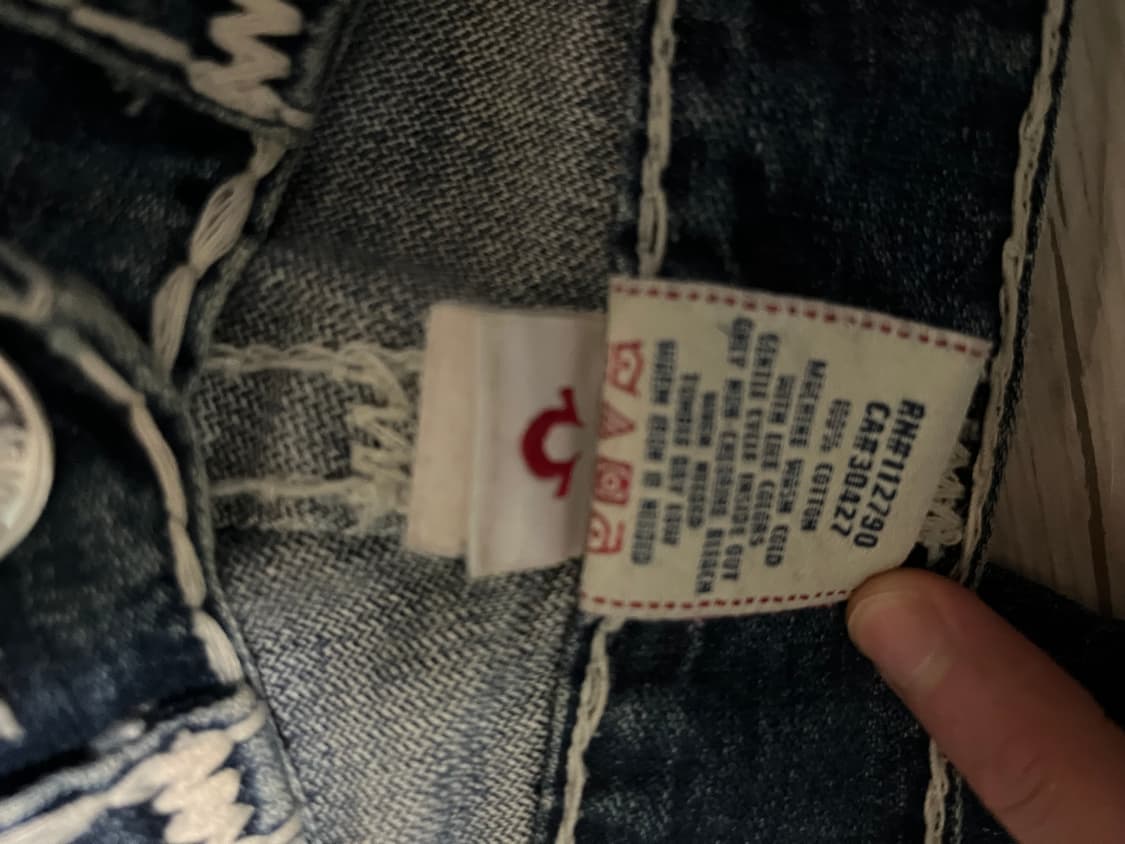 RN#112790
CA#30427
100% COTTON
MACHINE WASH COLD
WITH LIKE COLORS
GENTLE CYCLE INSIDE OUT
ONLY NON CHLORINE BLEACH
WHEN NEEDED
TUMBLE DRY LOW
WARM IRON IF NEEDED